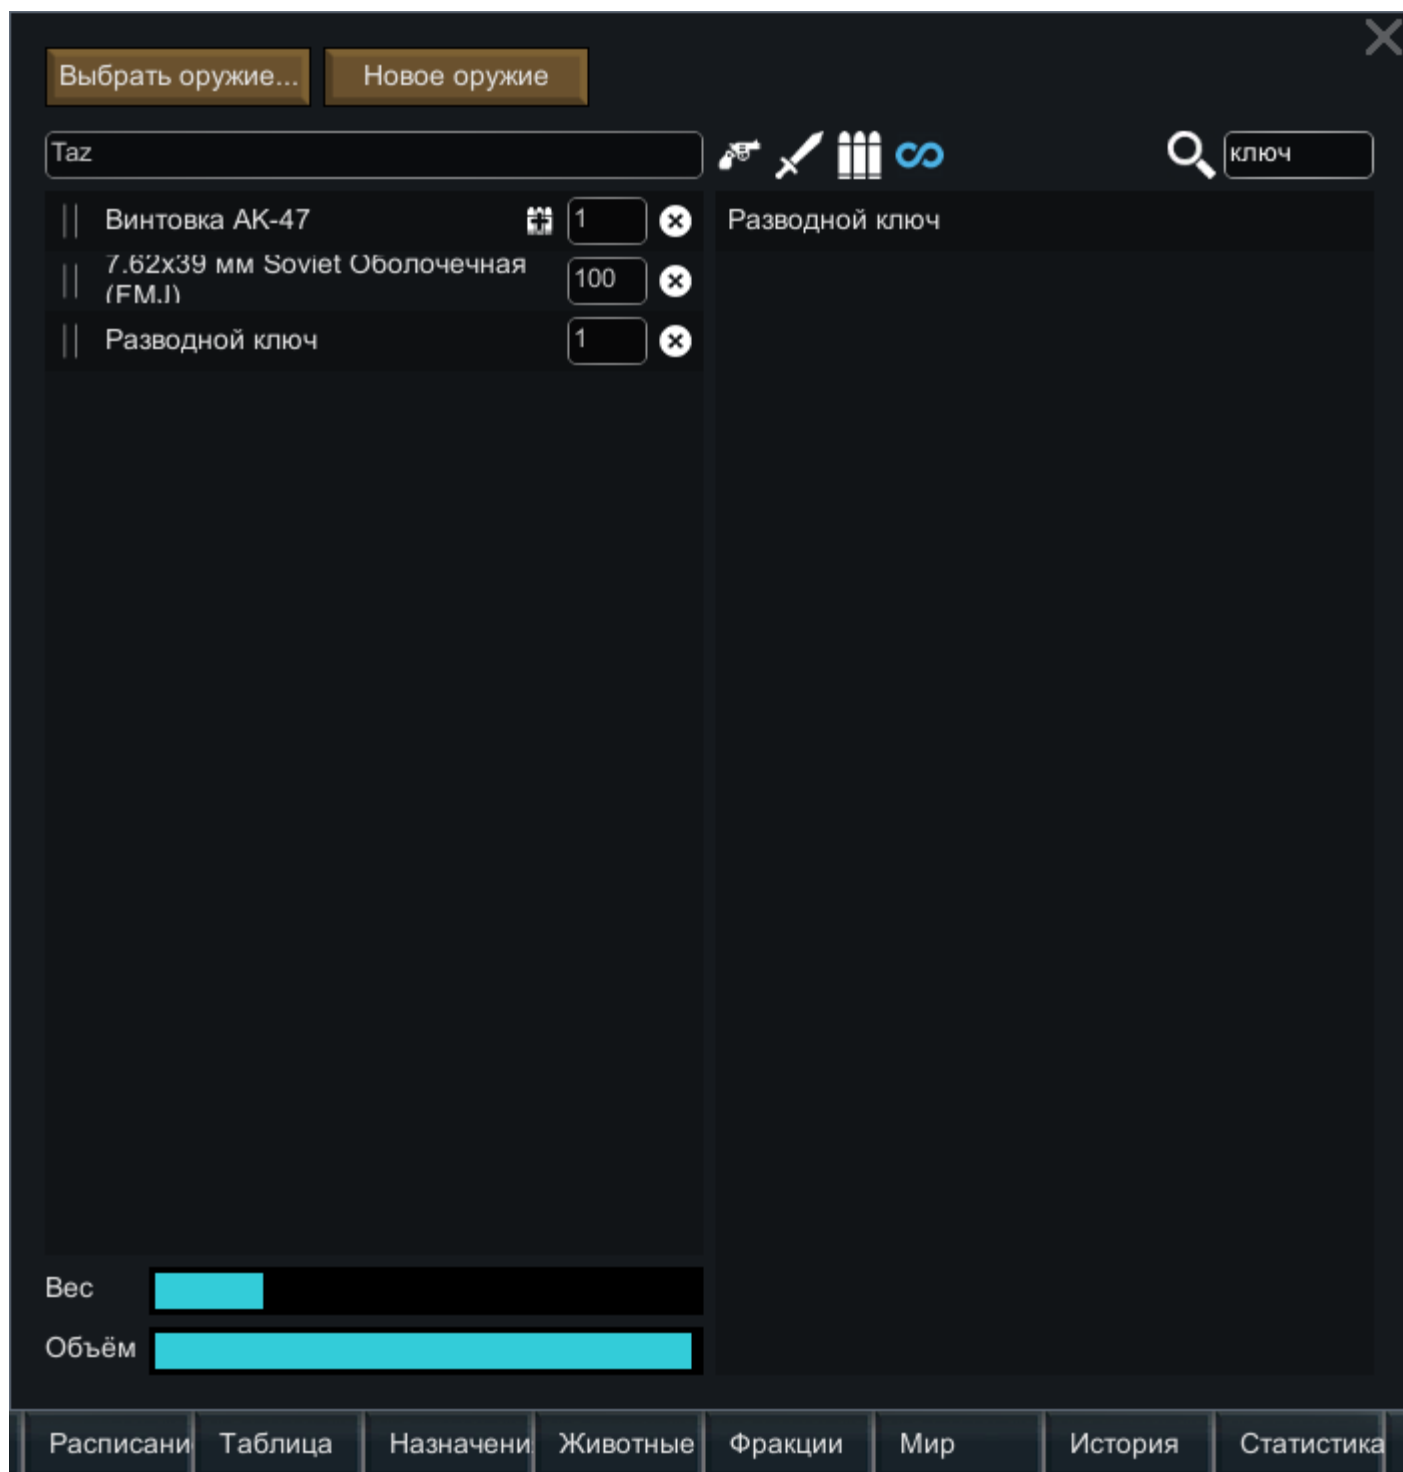 Выбрать оружие...
Новое оружие
Taz
ключ
Винтовка АК-47
1
7.62x39 мм Soviet Оболочечная
(FMJ)
100
Разводной ключ
1
Разводной ключ
Вес
Объём
Расписани
Таблица
Назначени
Животные
Фракции
Мир
История
Статистика